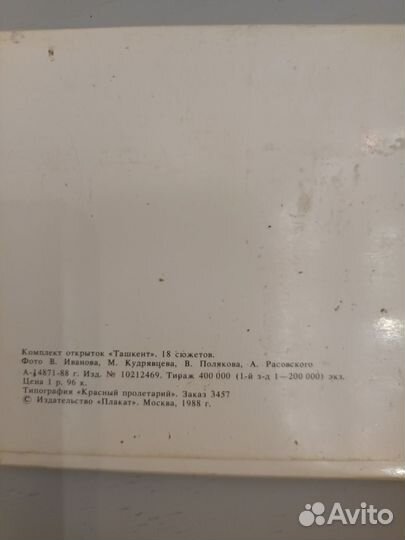 Комплект открыток «Ташкент». 18 сюжетов.
Фото В. Иванова, М. Кудрявцева, В. Полякова, А. Расовского
А-14871-88 г. Изд. № 10212469. Тираж 400 000 (1-й з-д 1—200 000) экз.
Цена 1 р. 96 к.
Типография «Красный пролетарий». Заказ 3457
© Издательство «Плакат». Москва, 1988 г.
Avito